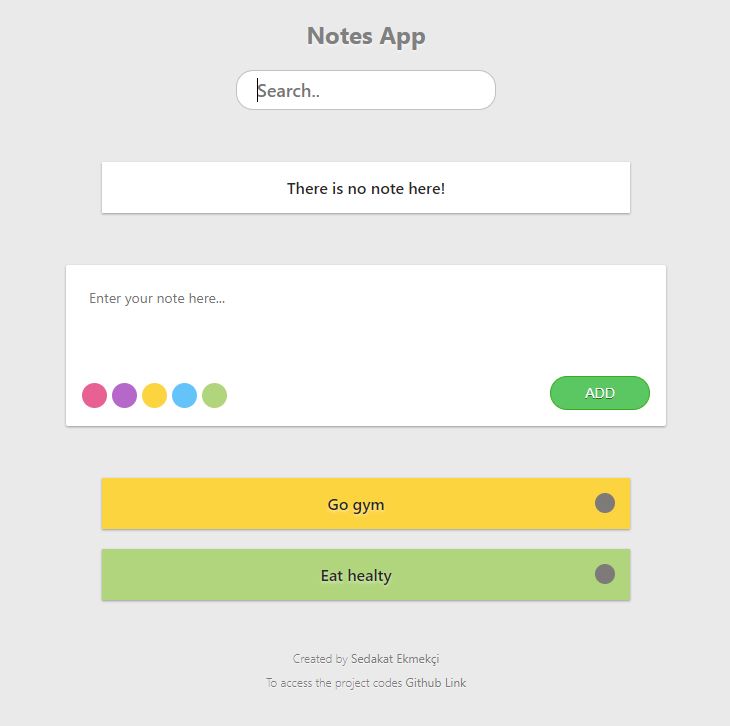 Notes App
Search..
There is no note here!
Enter your note here...
ADD
Go gym
Eat healty
Created by Sedakat Ekmekçi
To access the project codes Github Link